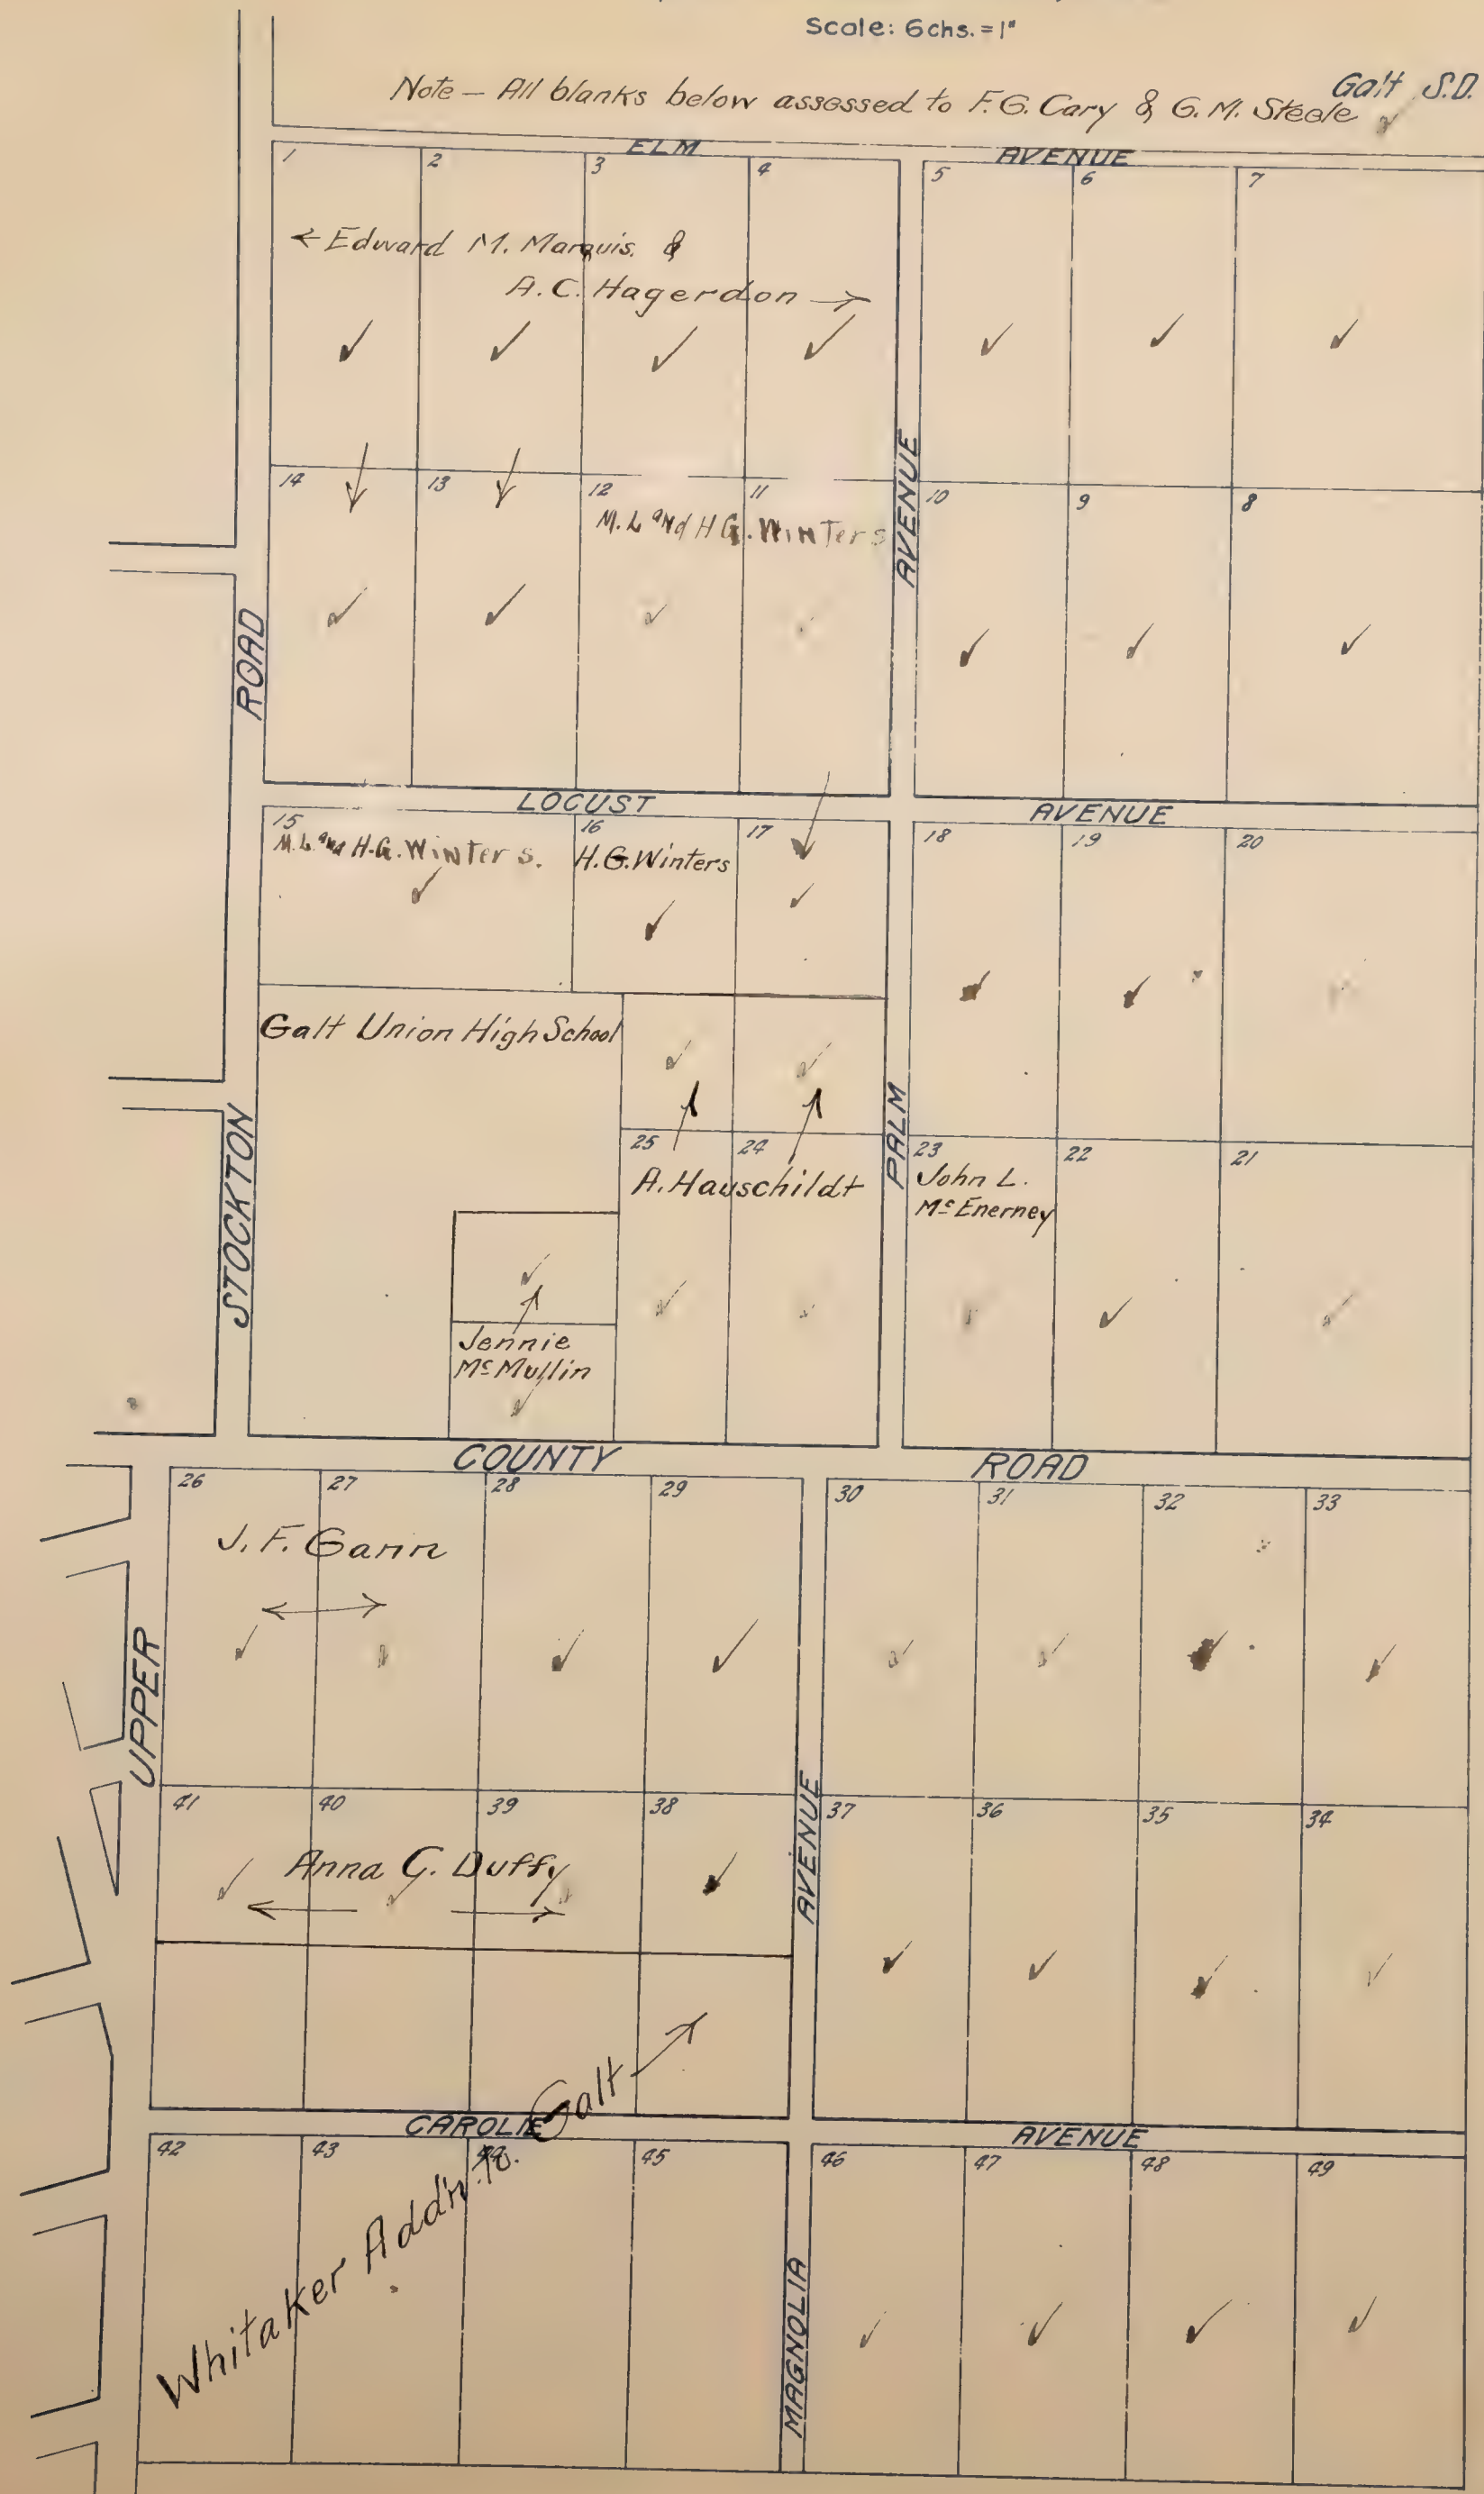 Scale: 6chs.=1"
Galt S.D.
Note — All blanks below assessed to F.G. Cary & G.M. Steele
ELM AVENUE
1 2 3 4 5 6 7
←Edward M. Marquis. &
A.C. Hagerdon →
14 13 12 11 10 9 8
M.L and H G. Winters
AVENUE
ROAD
LOCUST AVENUE
15 16 17 18 19 20
M.L. and H.G. Winters.
H.G. Winters
Galt Union High School
PALM
STOCKTON
25 24 23 22 21
A. Hauschildt
John L.
McEnerney
Jennie
McMullin
COUNTY ROAD
26 27 28 29 30 31 32 33
J.F. Gann
UPPER
41 40 39 38 37 36 35 34
AVENUE
Anna G. Duffy
CAROLIE AVENUE
42 43 44 45 46 47 48 49
Whitaker Add'n. to. Galt
MAGNOLIA